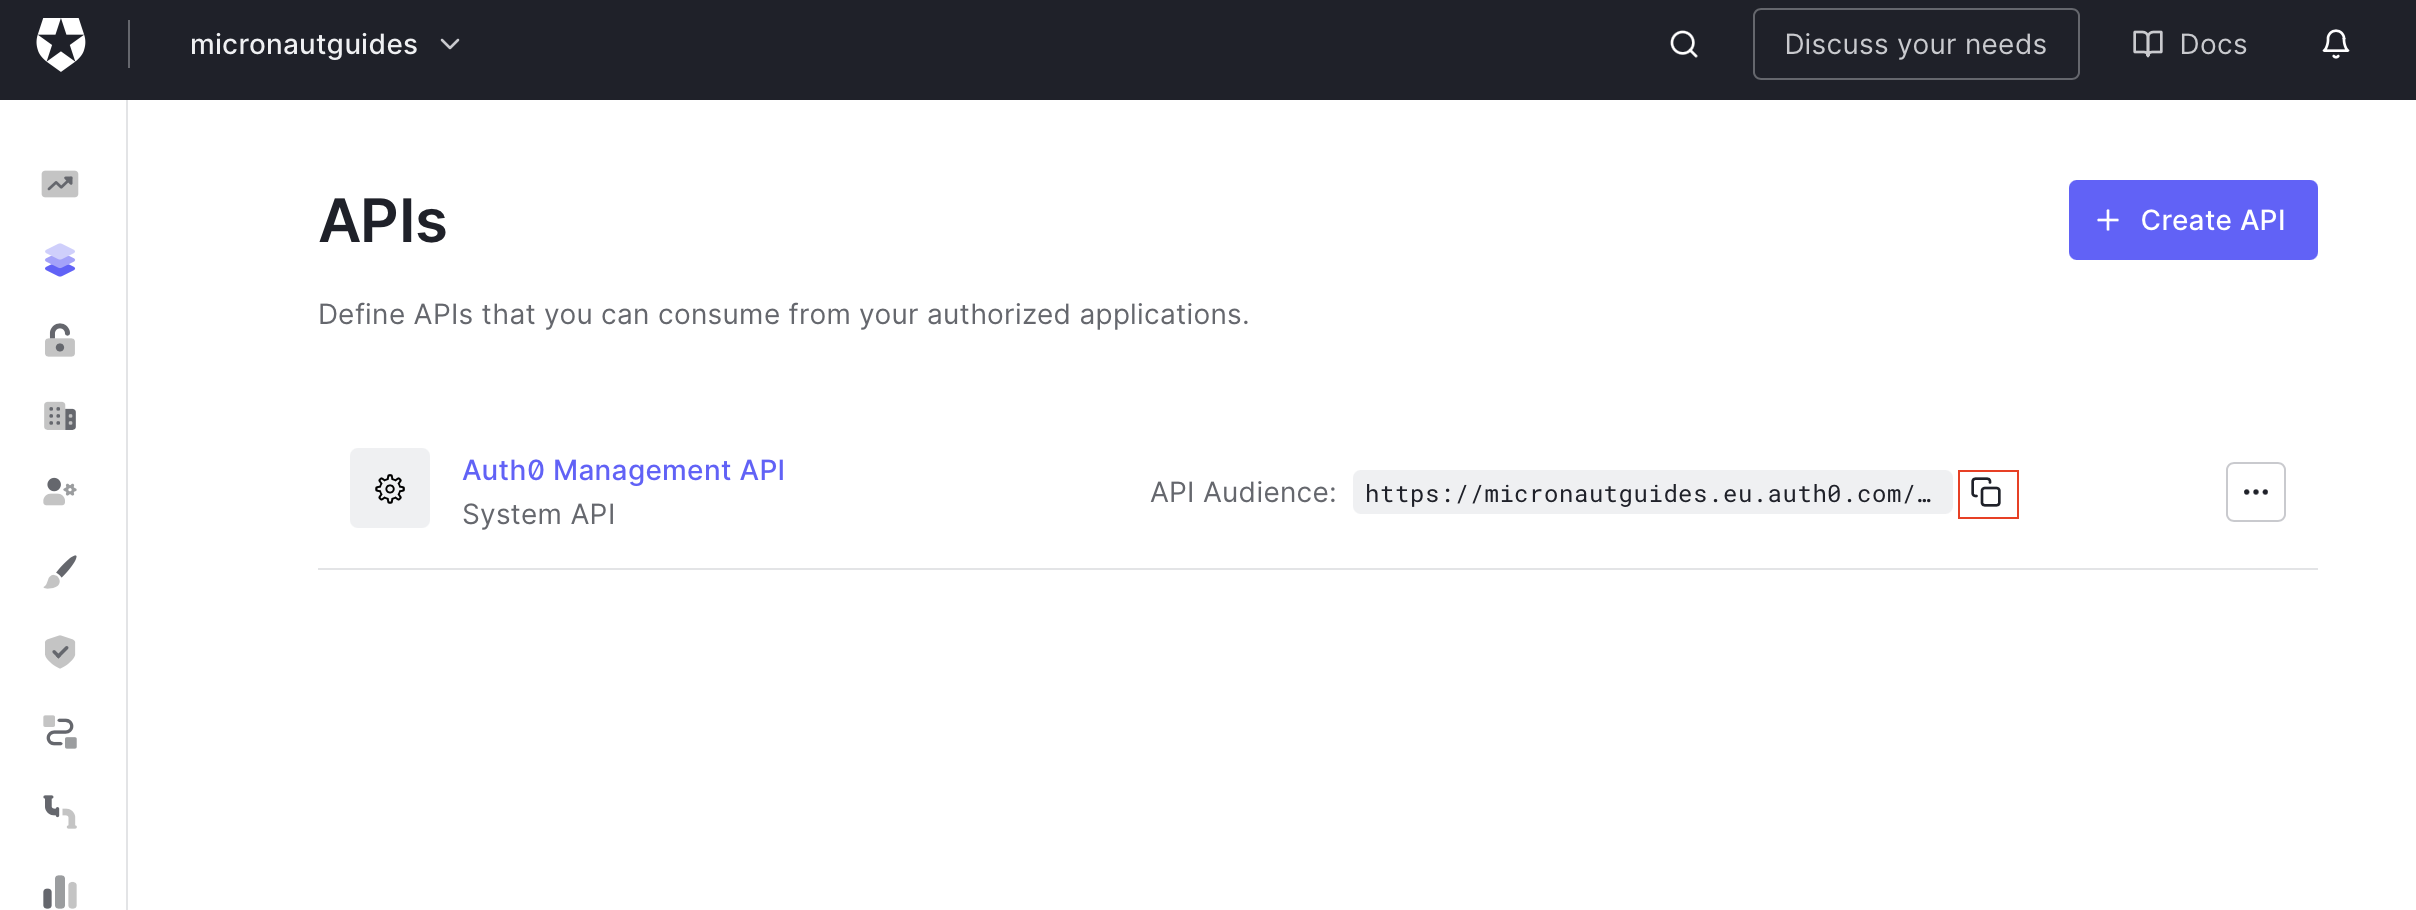 micronautguides
Discuss your needs
Docs
APIs
+ Create API
Define APIs that you can consume from your authorized applications.
Auth0 Management API
System API
API Audience: https://micronautguides.eu.auth0.com/…